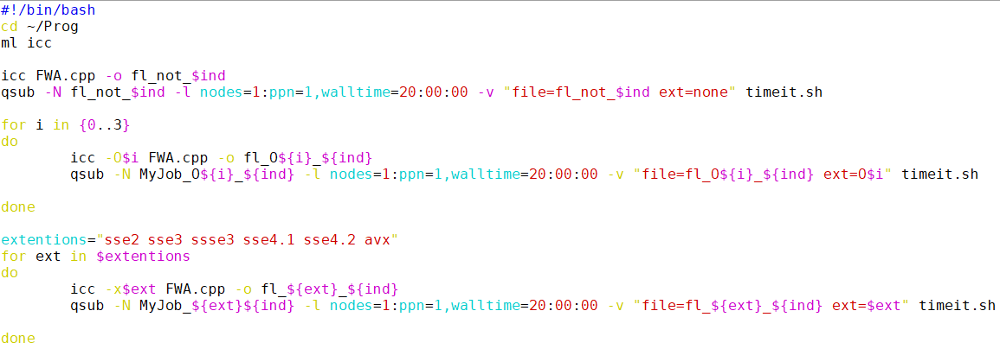 #!/bin/bash
cd ~/Prog
ml icc
icc FWA.cpp -o fl_not_$ind
qsub -N fl_not_$ind -l nodes=1:ppn=1,walltime=20:00:00 -v "file=fl_not_$ind ext=none" timeit.sh
for i in {0..3}
do
icc -O$i FWA.cpp -o fl_O${i}_${ind}
qsub -N MyJob_O${i}_${ind} -l nodes=1:ppn=1,walltime=20:00:00 -v "file=fl_O${i}_${ind} ext=O$i" timeit.sh
done
extentions="sse2 sse3 ssse3 sse4.1 sse4.2 avx"
for ext in $extentions
do
icc -x$ext FWA.cpp -o fl_${ext}_${ind}
qsub -N MyJob_${ext}${ind} -l nodes=1:ppn=1,walltime=20:00:00 -v "file=fl_${ext}_${ind} ext=$ext" timeit.sh
done